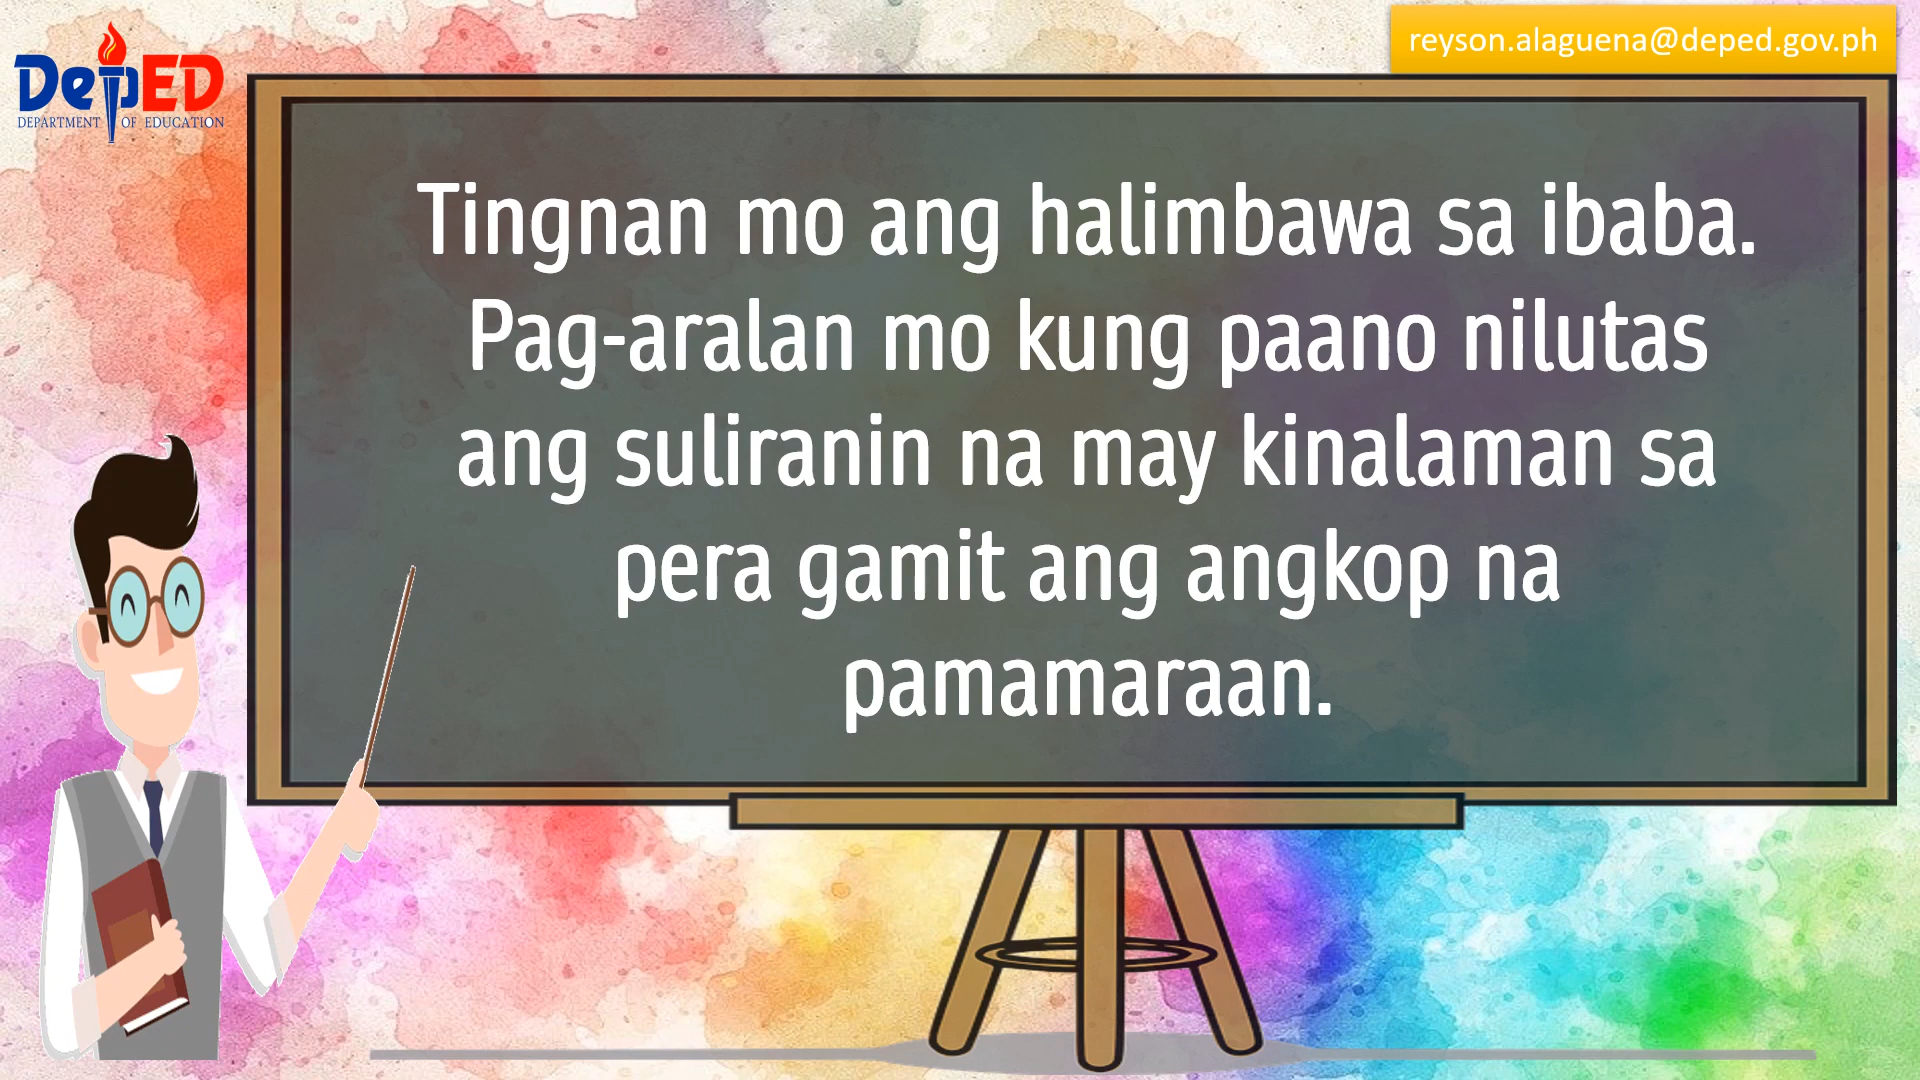 reyson.alaguena@deped.gov.ph
DepED
DEPARTMENT OF EDUCATION
Tingnan mo ang halimbawa sa ibaba.
Pag-aralan mo kung paano nilutas
ang suliranin na may kinalaman sa
pera gamit ang angkop na
pamamaraan.